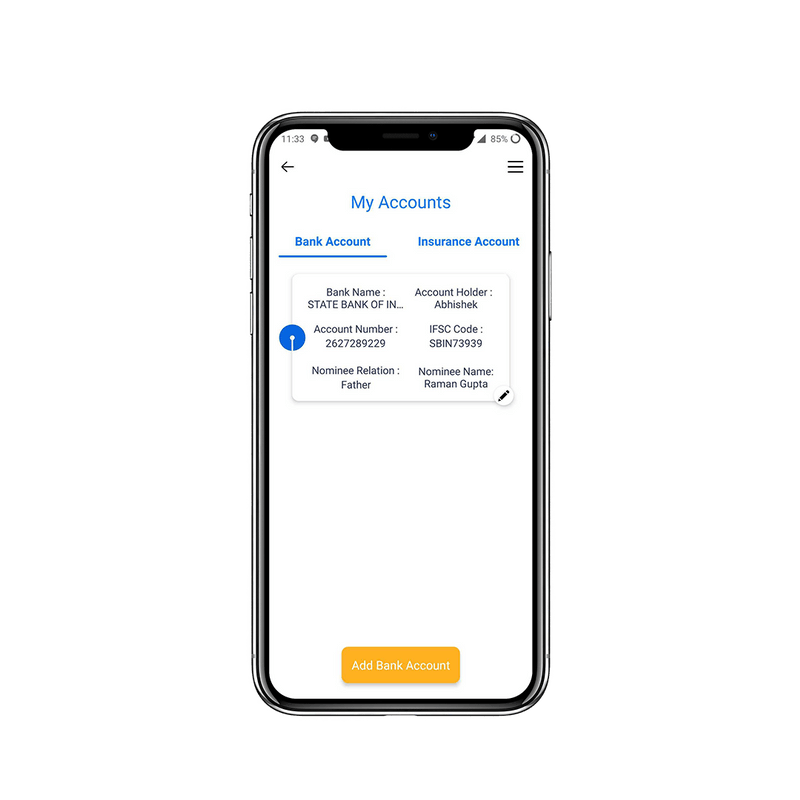 11:33
85%
My Accounts
Bank Account
Insurance Account
Bank Name :
STATE BANK OF IN...
Account Holder :
Abhishek
Account Number :
2627289229
IFSC Code :
SBIN73939
Nominee Relation :
Father
Nominee Name:
Raman Gupta
Add Bank Account